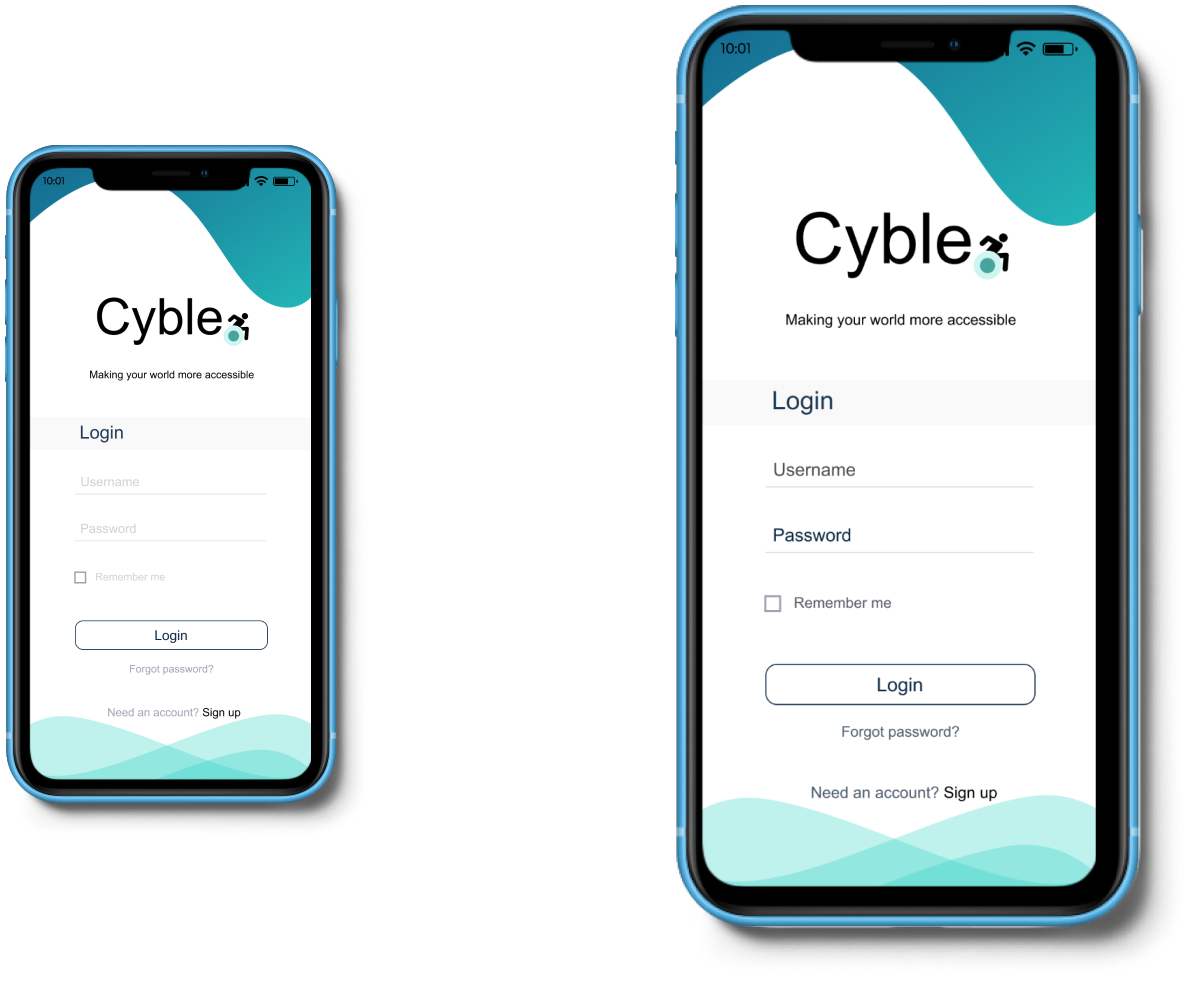 10:01
Cyble
Making your world more accessible
Login
Username
Password
Remember me
Login
Forgot password?
Need an account? Sign up
10:01
Cyble
Making your world more accessible
Login
Username
Password
Remember me
Login
Forgot password?
Need an account? Sign up